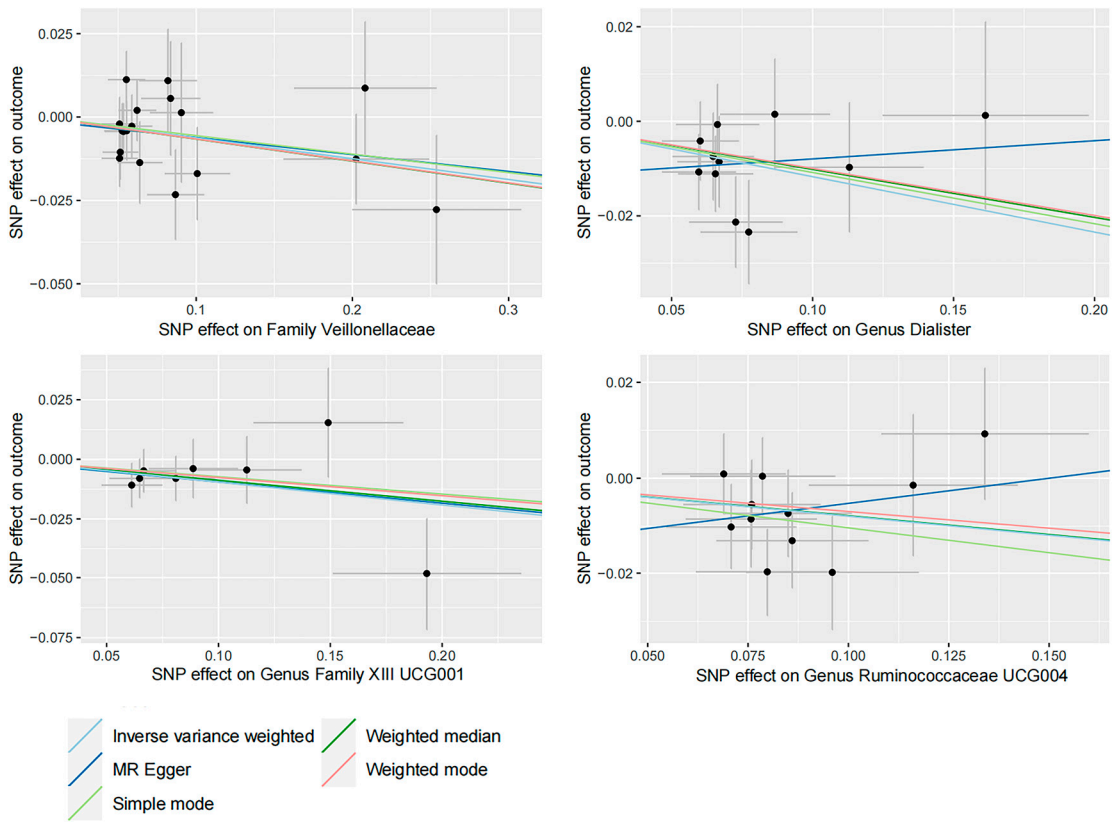 0.025
0.000
−0.025
−0.050
SNP effect on outcome
0.1
0.2
0.3
SNP effect on Family Veillonellaceae
0.02
0.00
−0.02
SNP effect on outcome
0.05
0.10
0.15
0.20
SNP effect on Genus Dialister
0.025
0.000
−0.025
−0.050
−0.075
SNP effect on outcome
0.05
0.10
0.15
0.20
SNP effect on Genus Family XIII UCG001
0.02
0.00
−0.02
SNP effect on outcome
0.050
0.075
0.100
0.125
0.150
SNP effect on Genus Ruminococcaceae UCG004
Inverse variance weighted
Weighted median
MR Egger
Weighted mode
Simple mode